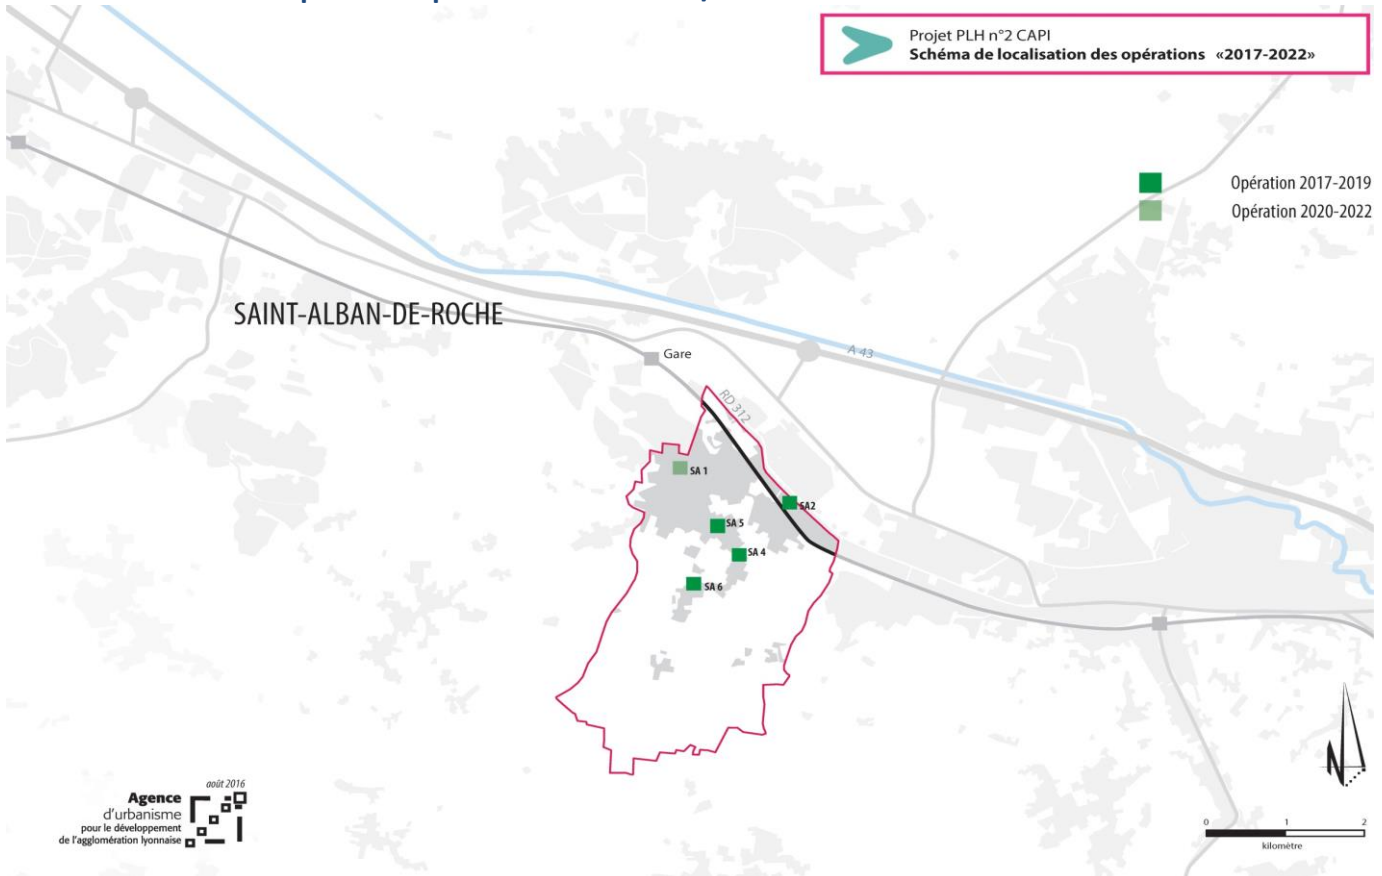 Projet PLH n°2 CAPI
Schéma de localisation des opérations «2017-2022»
Opération 2017-2019
Opération 2020-2022
SAINT-ALBAN-DE-ROCHE
Gare
A 43
RD 312
SA 1
SA2
SA 5
SA 4
SA 6
août 2016
Agence
d'urbanisme
pour le développement
de l'agglomération lyonnaise
N
0 1 2
kilomètre